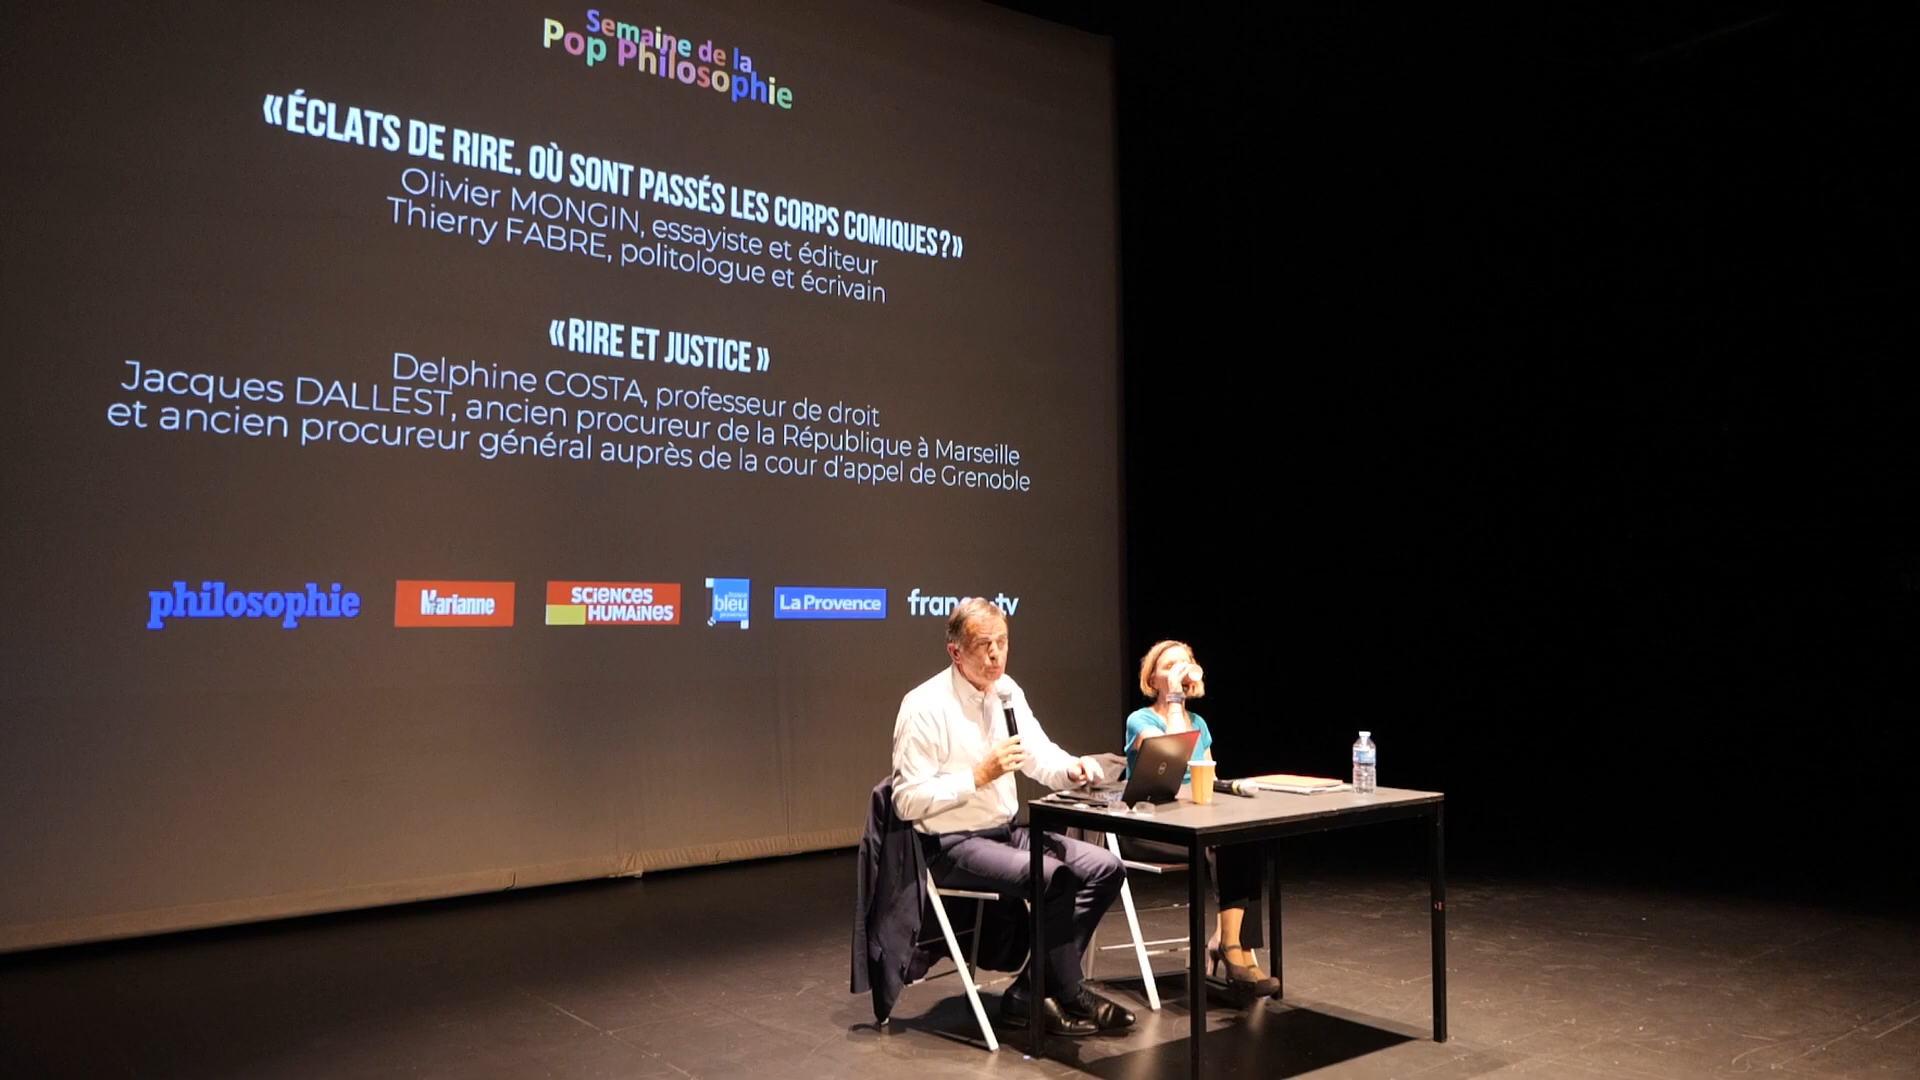 Semaine de la
Pop Philosophie
«ÉCLATS DE RIRE. OÙ SONT PASSÉS LES CORPS COMIQUES?»
Olivier MONGIN, essayiste et éditeur
Thierry FABRE, politologue et écrivain
«RIRE ET JUSTICE»
Delphine COSTA, professeur de droit
Jacques DALLEST, ancien procureur de la République à Marseille
et ancien procureur général auprès de la cour d'appel de Grenoble
philosophie
Marianne
SCIENCES
HUMAINES
bleu
La Provence
tv